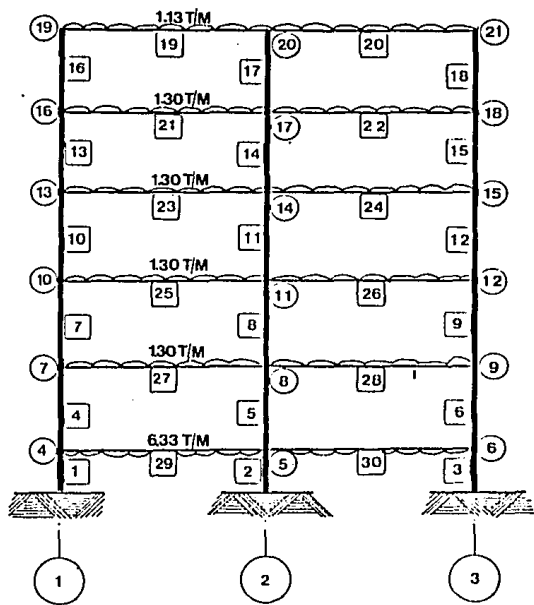 1.13 T/M
19 19 20 20 21
16 17 18
1.30 T/M
16 21 17 22 18
13 14 15
1.30 T/M
13 23 14 24 15
10 11 12
1.30 T/M
10 25 11 26 12
7 8 9
1.30 T/M
7 27 8 28 9
4 5 6
6.33 T/M
4 29 5 30 6
1 2 3
1 2 3